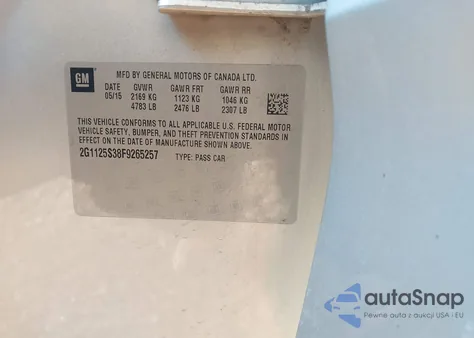 GM
MFD BY GENERAL MOTORS OF CANADA LTD.
DATE GVWR GAWR FRT GAWR RR
05/15 2169 KG 1123 KG 1046 KG
4783 LB 2476 LB 2307 LB
THIS VEHICLE CONFORMS TO ALL APPLICABLE U.S. FEDERAL MOTOR
VEHICLE SAFETY, BUMPER, AND THEFT PREVENTION STANDARDS IN
EFFECT ON THE DATE OF MANUFACTURE SHOWN ABOVE.
2G1125S38F9265257 TYPE: PASS CAR
autoSnap
Pewne auta z aukcji USA i EU